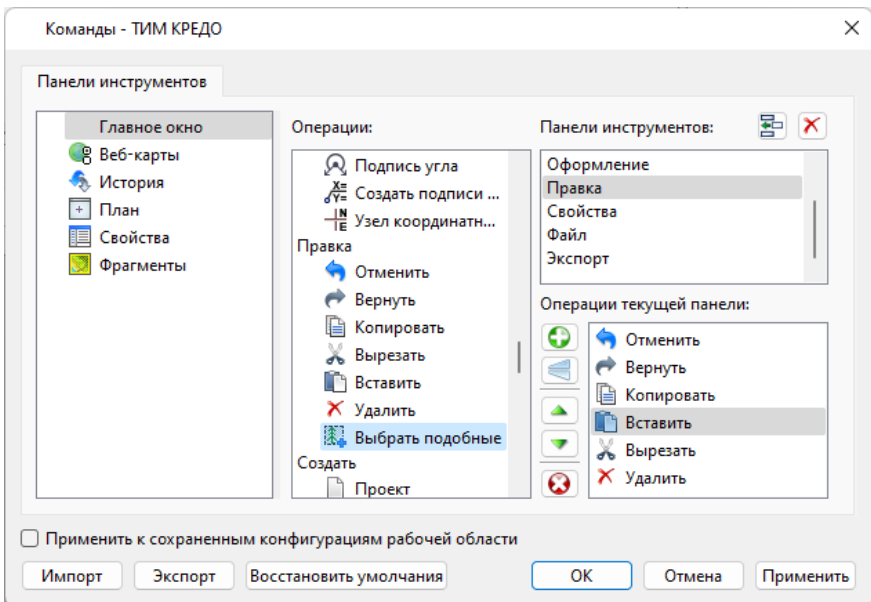 Команды - ТИМ КРЕДО
Панели инструментов
Главное окно
Веб-карты
История
План
Свойства
Фрагменты
Операции:
Подпись угла
Создать подписи ...
Узел координатн...
Правка
Отменить
Вернуть
Копировать
Вырезать
Вставить
Удалить
Выбрать подобные
Создать
Проект
Панели инструментов:
Оформление
Правка
Свойства
Файл
Экспорт
Операции текущей панели:
Отменить
Вернуть
Копировать
Вставить
Вырезать
Удалить
Применить к сохраненным конфигурациям рабочей области
Импорт
Экспорт
Восстановить умолчания
OK
Отмена
Применить